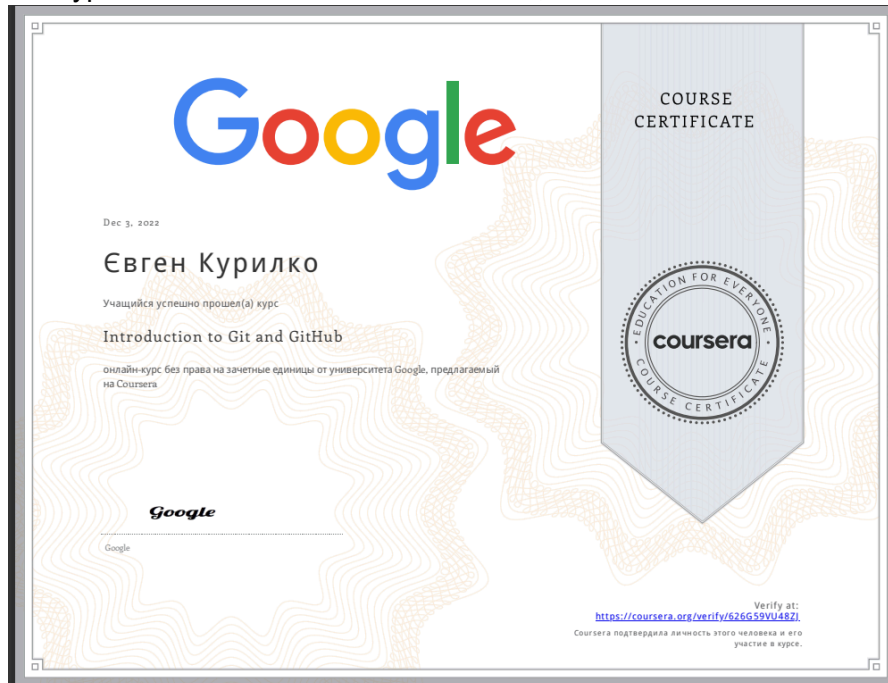 Google
COURSE
CERTIFICATE
Dec 3, 2022
Євген Курилко
Учащийся успешно прошел(а) курс
Introduction to Git and GitHub
онлайн-курс без права на зачетные единицы от университета Google, предлагаемый
на Coursera
EDUCATION FOR EVERYONE
coursera
COURSE CERTIFICATE
Google
Google
Verify at:
https://coursera.org/verify/626G59VU48ZJ
Coursera подтвердила личность этого человека и его
участие в курсе.